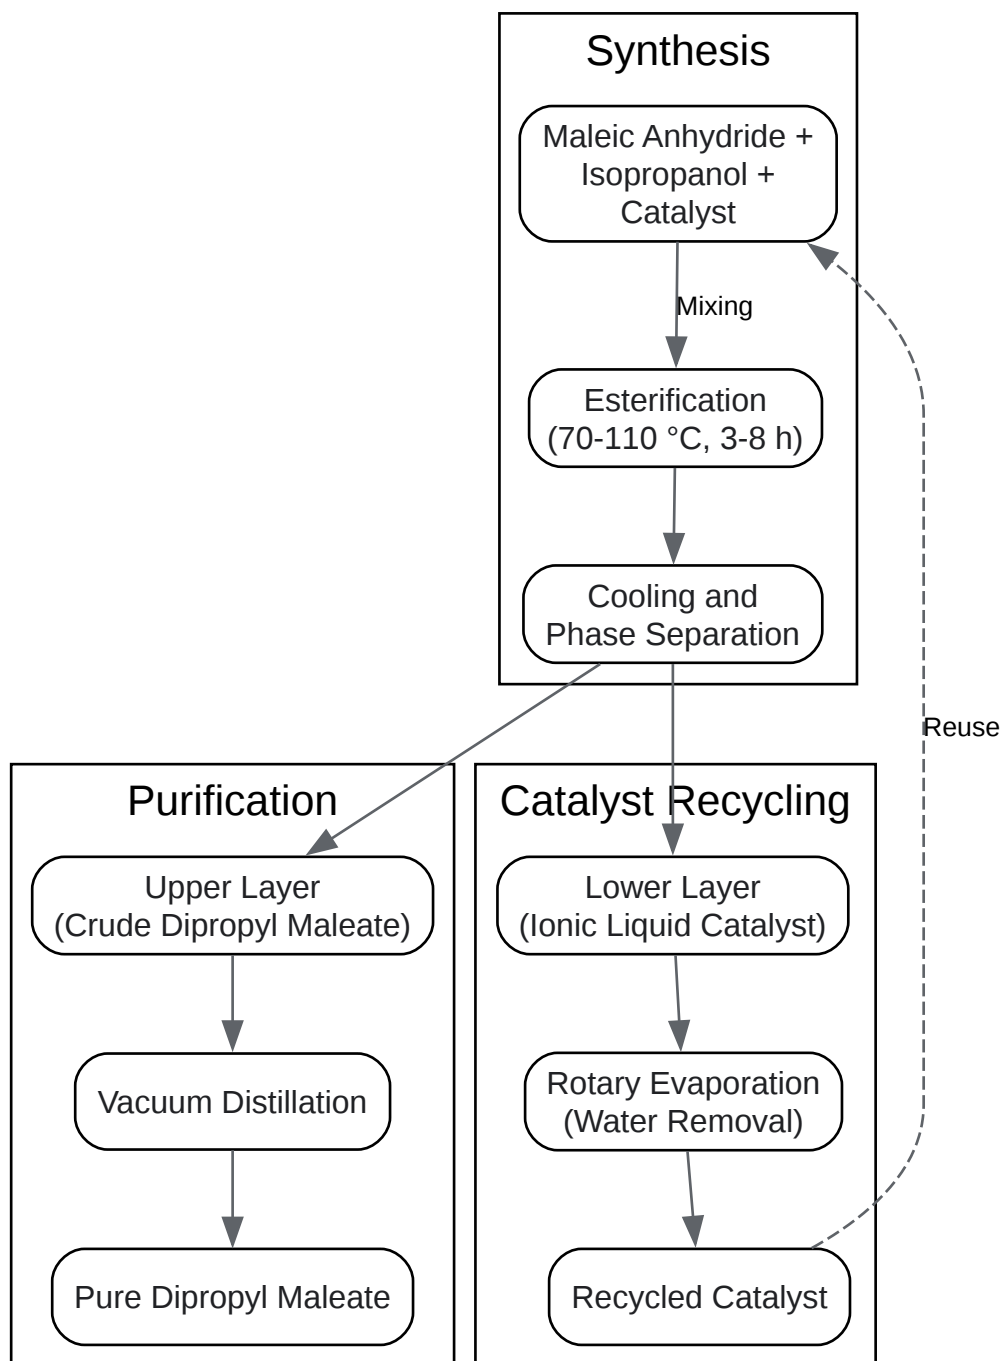 Synthesis
Maleic Anhydride +
Isopropanol +
Catalyst
Mixing
Esterification
(70-110 °C, 3-8 h)
Cooling and
Phase Separation
Reuse
Purification
Upper Layer
(Crude Dipropyl Maleate)
Vacuum Distillation
Pure Dipropyl Maleate
Catalyst Recycling
Lower Layer
(Ionic Liquid Catalyst)
Rotary Evaporation
(Water Removal)
Recycled Catalyst